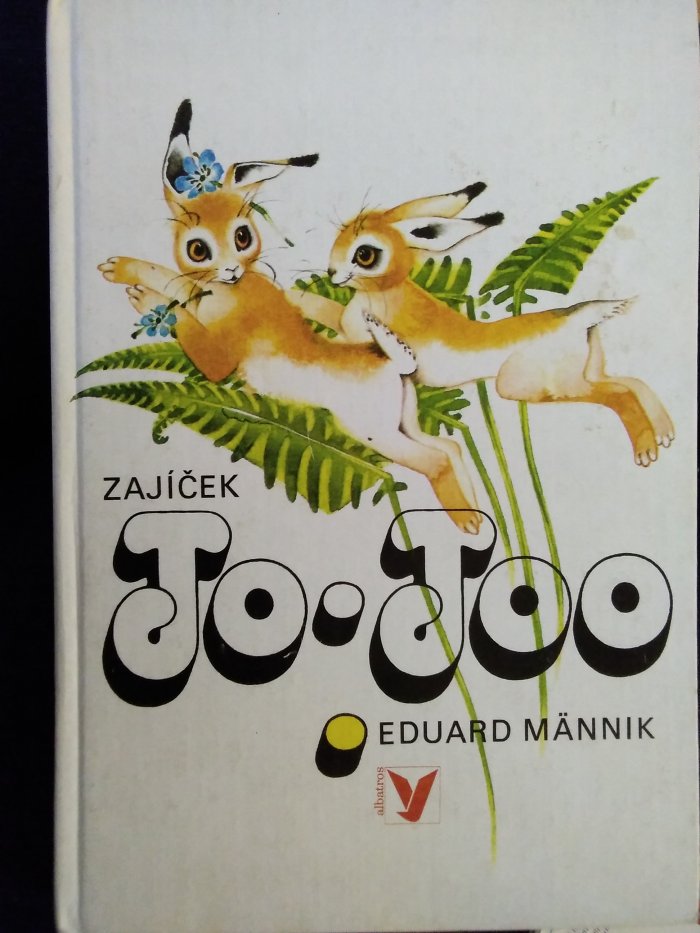 ZAJÍČEK
JO-JOO
EDUARD MÄNNIK
albatros